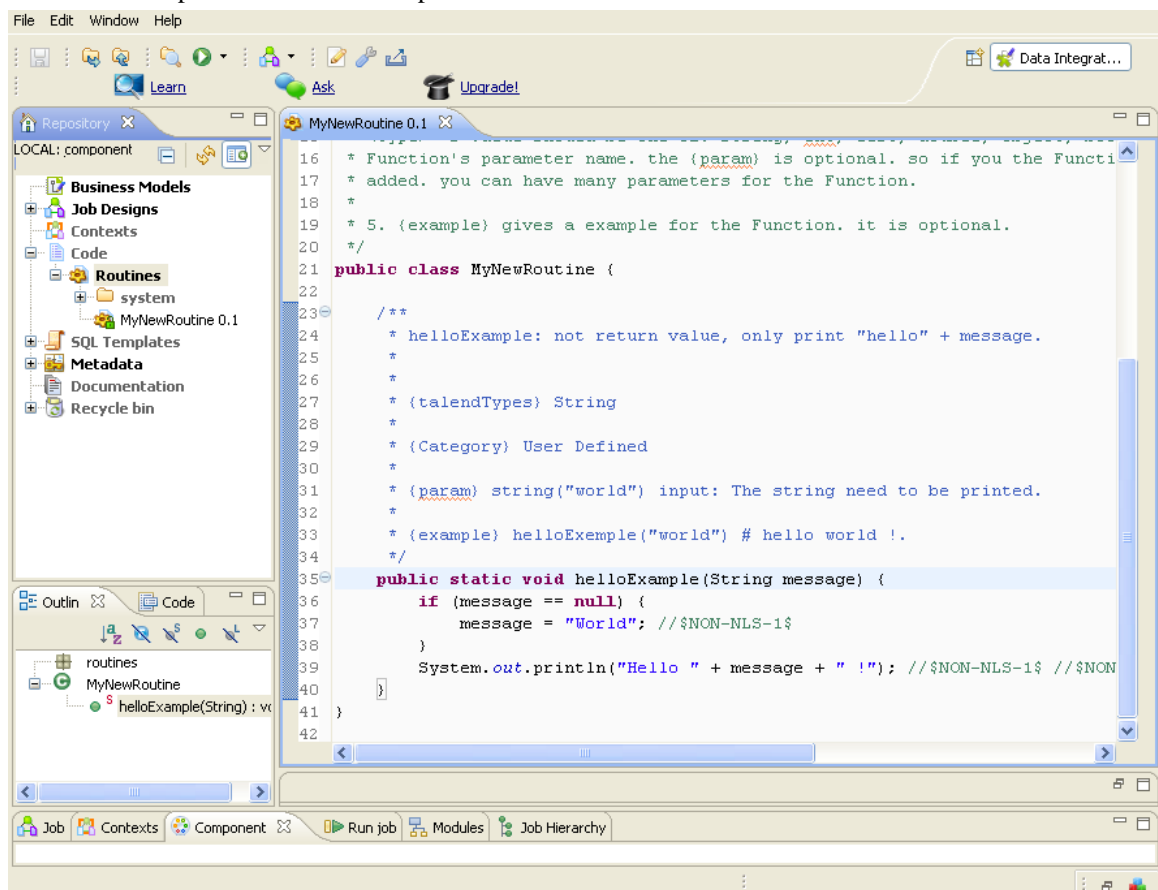 File Edit Window Help
Data Integrat...
Learn Ask Upgrade!
Repository
LOCAL: component
Business Models
Job Designs
Contexts
Code
Routines
system
MyNewRoutine 0.1
SQL Templates
Metadata
Documentation
Recycle bin
MyNewRoutine 0.1
16 * Function's parameter name. the {param} is optional. so if you the Functi
17 * added. you can have many parameters for the Function.
18 *
19 * 5. {example} gives a example for the Function. it is optional.
20 */
21 public class MyNewRoutine {
22
23 /**
24 * helloExample: not return value, only print "hello" + message.
25 *
26 *
27 * {talendTypes} String
28 *
29 * {Category} User Defined
30 *
31 * {param} string("world") input: The string need to be printed.
32 *
33 * {example} helloExemple("world") # hello world !.
34 */
35 public static void helloExample(String message) {
36 if (message == null) {
37 message = "World"; //$NON-NLS-1$
38 }
39 System.out.println("Hello " + message + " !"); //$NON-NLS-1$ //$NON
40 }
41 }
42
Outlin Code
routines
MyNewRoutine
helloExample(String) : vo
Job Contexts Component Run job Modules Job Hierarchy